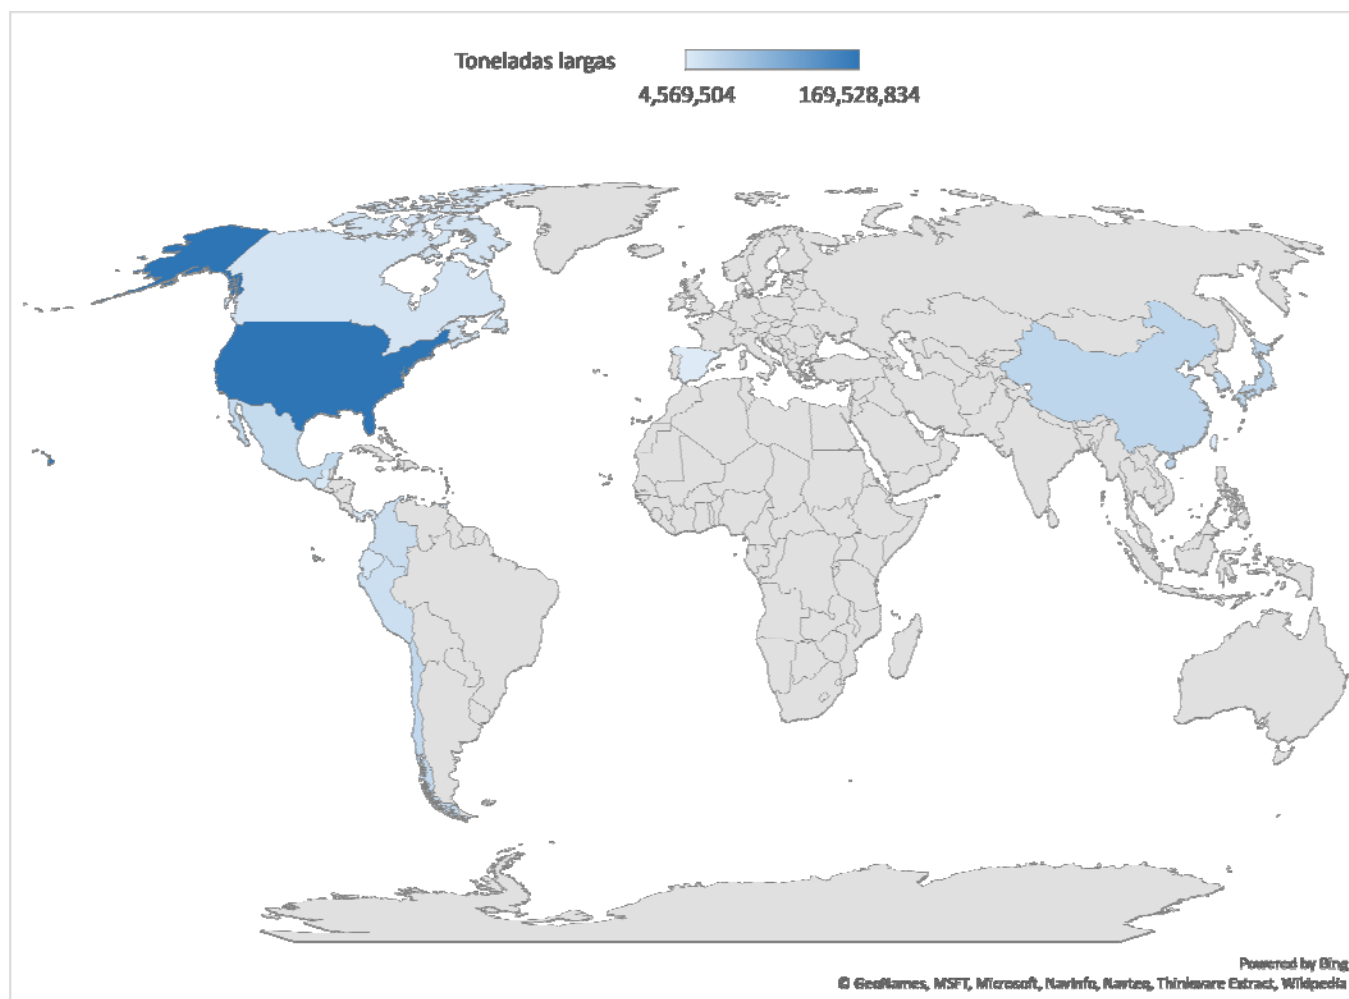 Toneladas largas
4,569,504 169,528,834
Powered by Bing
© GeoNames, MSFT, Microsoft, NavInfo, Navteq, Thinkware Extract, Wikipedia